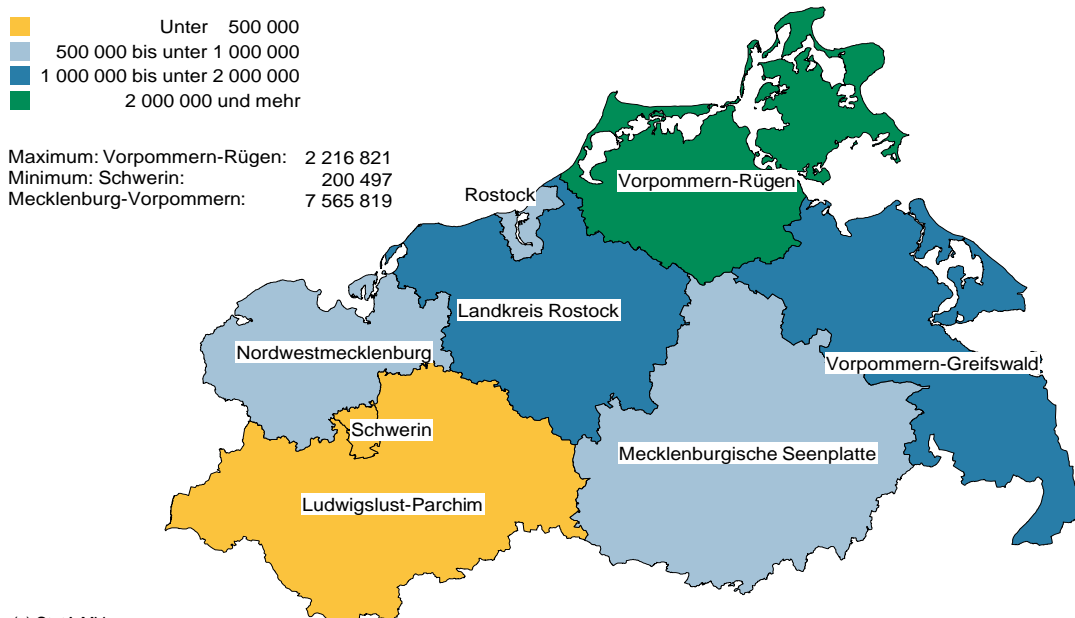 Unter 500 000
500 000 bis unter 1 000 000
1 000 000 bis unter 2 000 000
2 000 000 und mehr
Maximum: Vorpommern-Rügen: 2 216 821
Minimum: Schwerin: 200 497
Mecklenburg-Vorpommern: 7 565 819
Vorpommern-Rügen
Rostock
Landkreis Rostock
Nordwestmecklenburg
Vorpommern-Greifswald
Schwerin
Mecklenburgische Seenplatte
Ludwigslust-Parchim